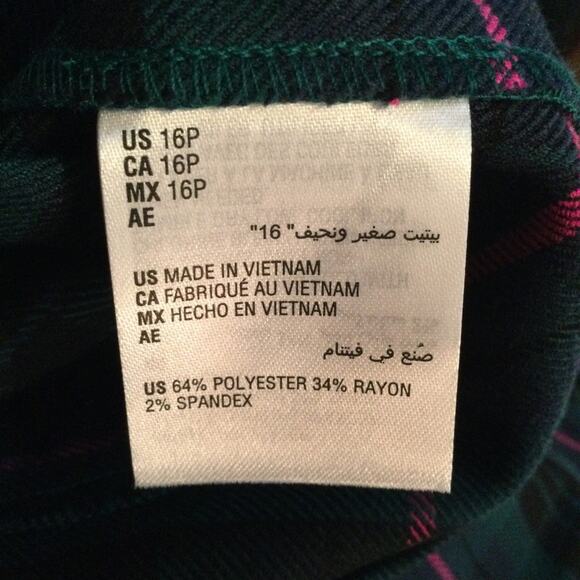 US 16P
CA 16P
MX 16P
AE
بيتيت صغير ونحيف" 16"
US MADE IN VIETNAM
CA FABRIQUÉ AU VIETNAM
MX HECHO EN VIETNAM
AE
صُنع في فيتنام
US 64% POLYESTER 34% RAYON
2% SPANDEX